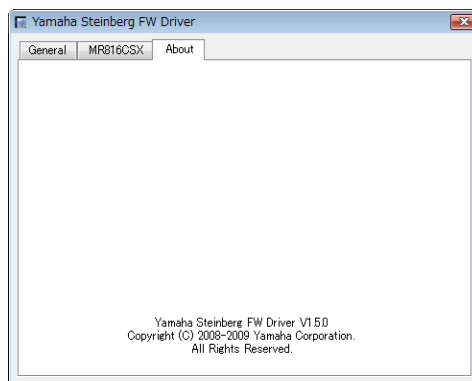 Yamaha Steinberg FW Driver
General MR816CSX About
Yamaha Steinberg FW Driver V1.5.0
Copyright (C) 2008-2009 Yamaha Corporation.
All Rights Reserved.